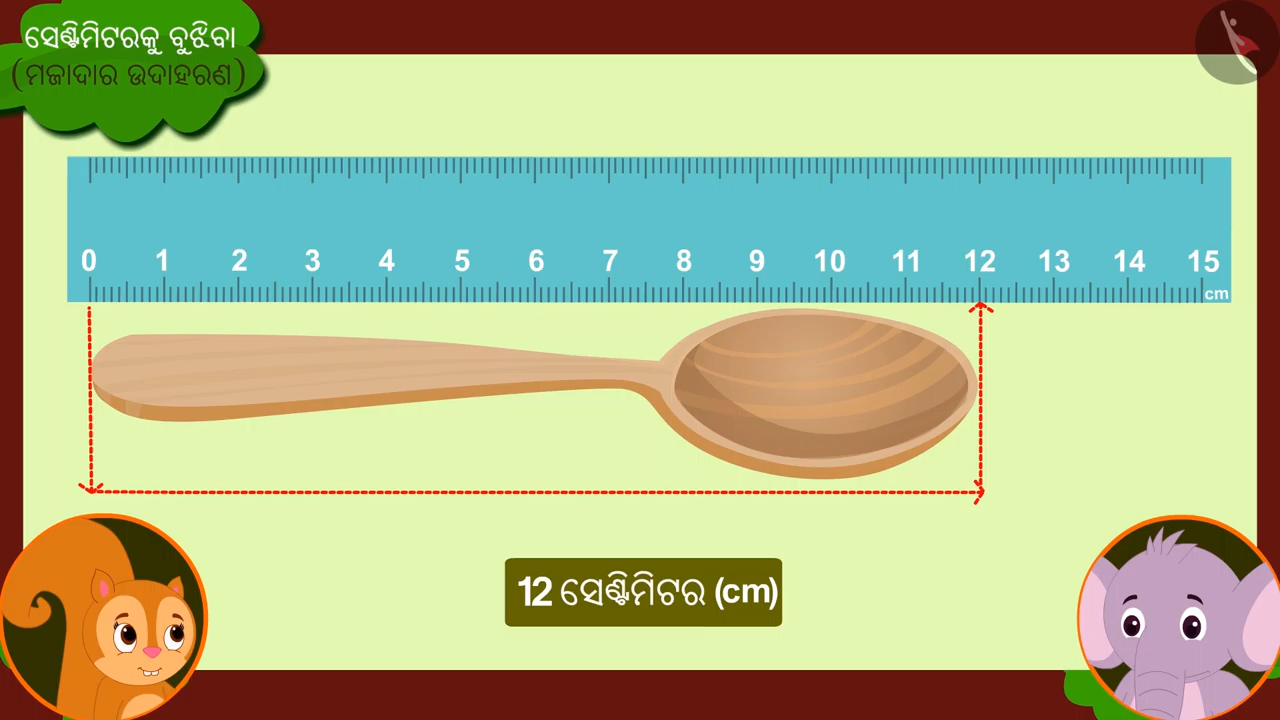 ସେଣ୍ଟିମିଟରକୁ ବୁଝିବା
(ମଜାଦାର ଉଦାହରଣ)
0 1 2 3 4 5 6 7 8 9 10 11 12 13 14 15
cm
12 ସେଣ୍ଟିମିଟର (cm)